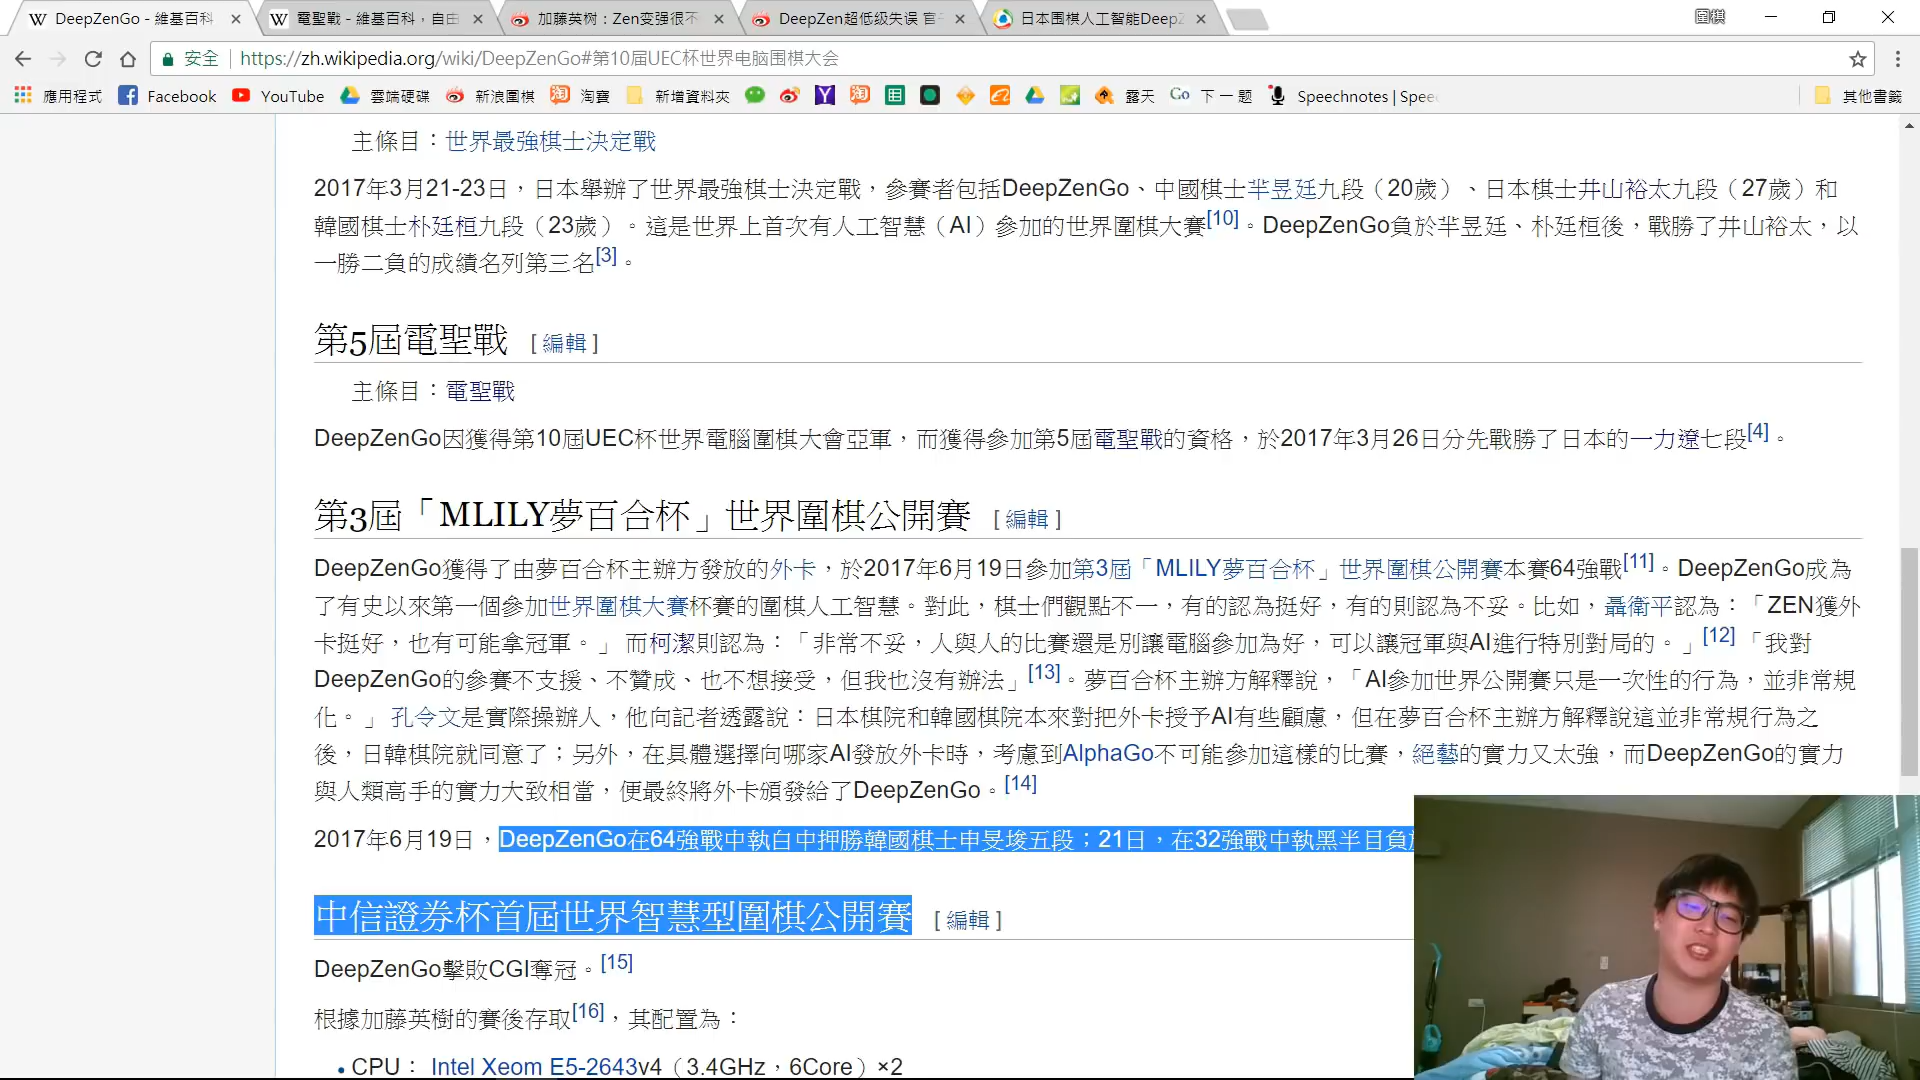 DeepZenGo - 維基百科
電聖戰 - 維基百科，自由
加藤英树：Zen变强很不
DeepZen超低级失误 官
日本围棋人工智能DeepZ
圍棋
安全
https://zh.wikipedia.org/wiki/DeepZenGo#第10届UEC杯世界电脑围棋大会
應用程式
Facebook
YouTube
雲端硬碟
新浪圍棋
淘寶
新增資料夾
露天
Go 下一题
Speechnotes | Spee
其他書籤
主條目：世界最強棋士決定戰
2017年3月21-23日，日本舉辦了世界最強棋士決定戰，參賽者包括DeepZenGo、中國棋士羋昱廷九段（20歲）、日本棋士井山裕太九段（27歲）和
韓國棋士朴廷桓九段（23歲）。這是世界上首次有人工智慧（AI）參加的世界圍棋大賽[10]。DeepZenGo負於羋昱廷、朴廷桓後，戰勝了井山裕太，以
一勝二負的成績名列第三名[3]。
第5屆電聖戰 [編輯]
主條目：電聖戰
DeepZenGo因獲得第10屆UEC杯世界電腦圍棋大會亞軍，而獲得參加第5屆電聖戰的資格，於2017年3月26日分先戰勝了日本的一力遼七段[4]。
第3屆「MLILY夢百合杯」世界圍棋公開賽 [編輯]
DeepZenGo獲得了由夢百合杯主辦方發放的外卡，於2017年6月19日參加第3屆「MLILY夢百合杯」世界圍棋公開賽本賽64強戰[11]。DeepZenGo成為
了有史以來第一個參加世界圍棋大賽杯賽的圍棋人工智慧。對此，棋士們觀點不一，有的認為挺好，有的則認為不妥。比如，聶衛平認為：「ZEN獲外
卡挺好，也有可能拿冠軍。」 而柯潔則認為：「非常不妥，人與人的比賽還是別讓電腦參加為好，可以讓冠軍與AI進行特別對局的。」[12]「我對
DeepZenGo的參賽不支援、不贊成、也不想接受，但我也沒有辦法」[13]。夢百合杯主辦方解釋說，「AI參加世界公開賽只是一次性的行為，並非常規
化。」 孔令文是實際操辦人，他向記者透露說：日本棋院和韓國棋院本來對把外卡授予AI有些顧慮，但在夢百合杯主辦方解釋說這並非常規行為之
後，日韓棋院就同意了；另外，在具體選擇向哪家AI發放外卡時，考慮到AlphaGo不可能參加這樣的比賽，絕藝的實力又太強，而DeepZenGo的實力
與人類高手的實力大致相當，便最終將外卡頒發給了DeepZenGo。[14]
2017年6月19日，DeepZenGo在64強戰中執白中押勝韓國棋士申旻埈五段；21日，在32強戰中執黑半目負
中信證券杯首屆世界智慧型圍棋公開賽 [編輯]
DeepZenGo擊敗CGI奪冠。[15]
根據加藤英樹的賽後存取[16]，其配置為：
• CPU： Intel Xeom E5-2643v4（3.4GHz，6Core）×2